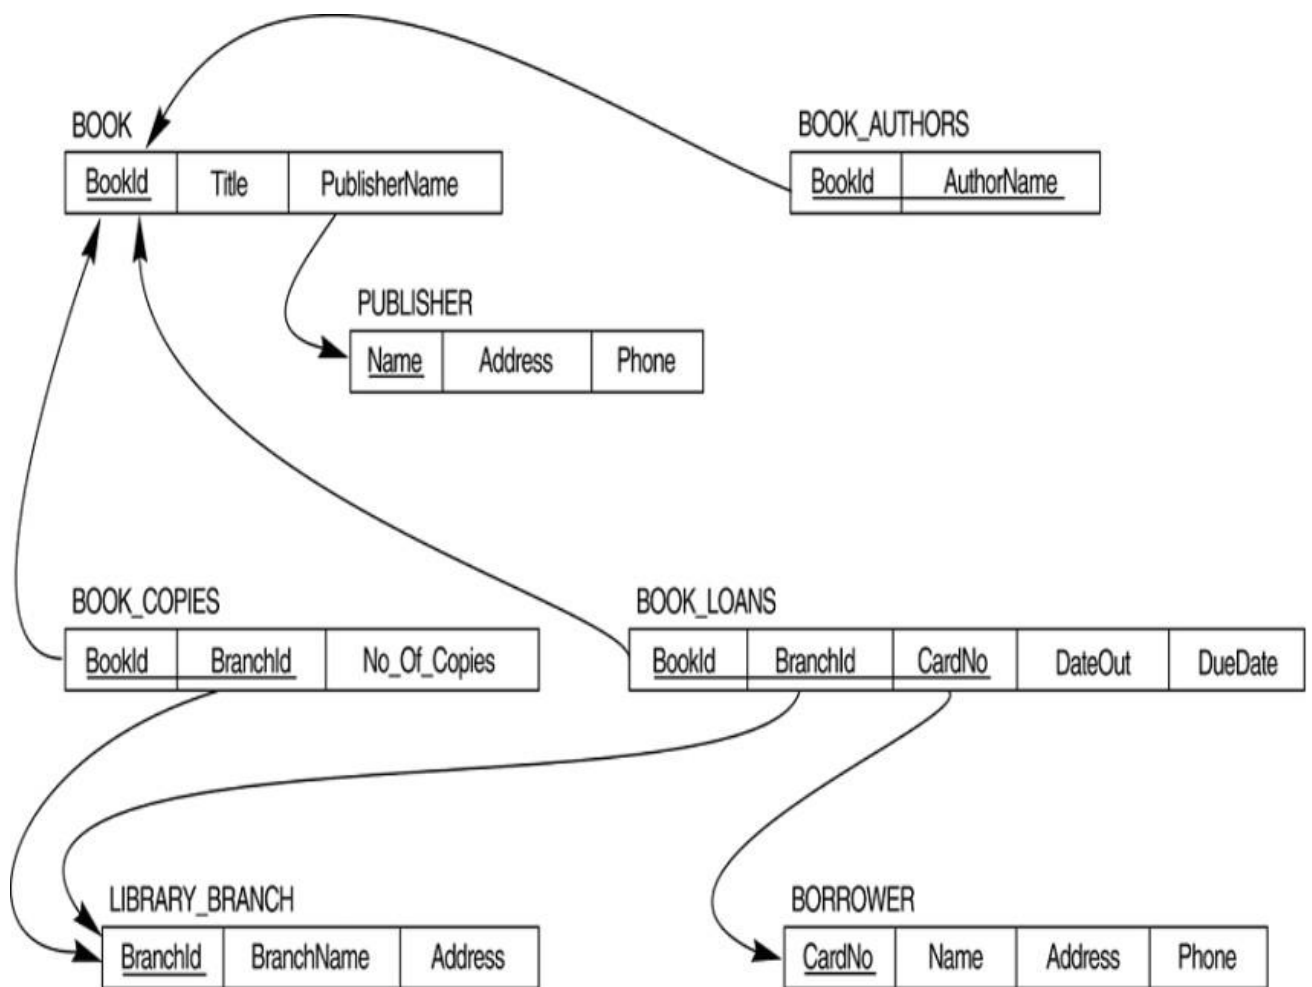 BOOK
BookId Title PublisherName
BOOK_AUTHORS
BookId AuthorName
PUBLISHER
Name Address Phone
BOOK_COPIES
BookId BranchId No_Of_Copies
BOOK_LOANS
BookId BranchId CardNo DateOut DueDate
LIBRARY_BRANCH
BranchId BranchName Address
BORROWER
CardNo Name Address Phone